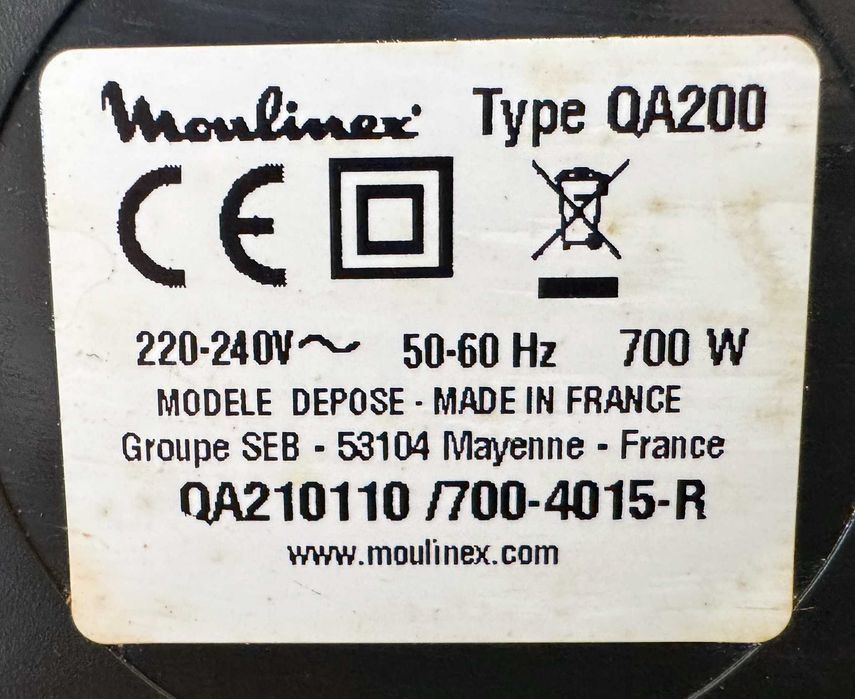 Moulinex Type QA200
CE
220-240V~ 50-60 Hz 700 W
MODELE DEPOSE - MADE IN FRANCE
Groupe SEB - 53104 Mayenne - France
QA210110 /700-4015-R
www.moulinex.com